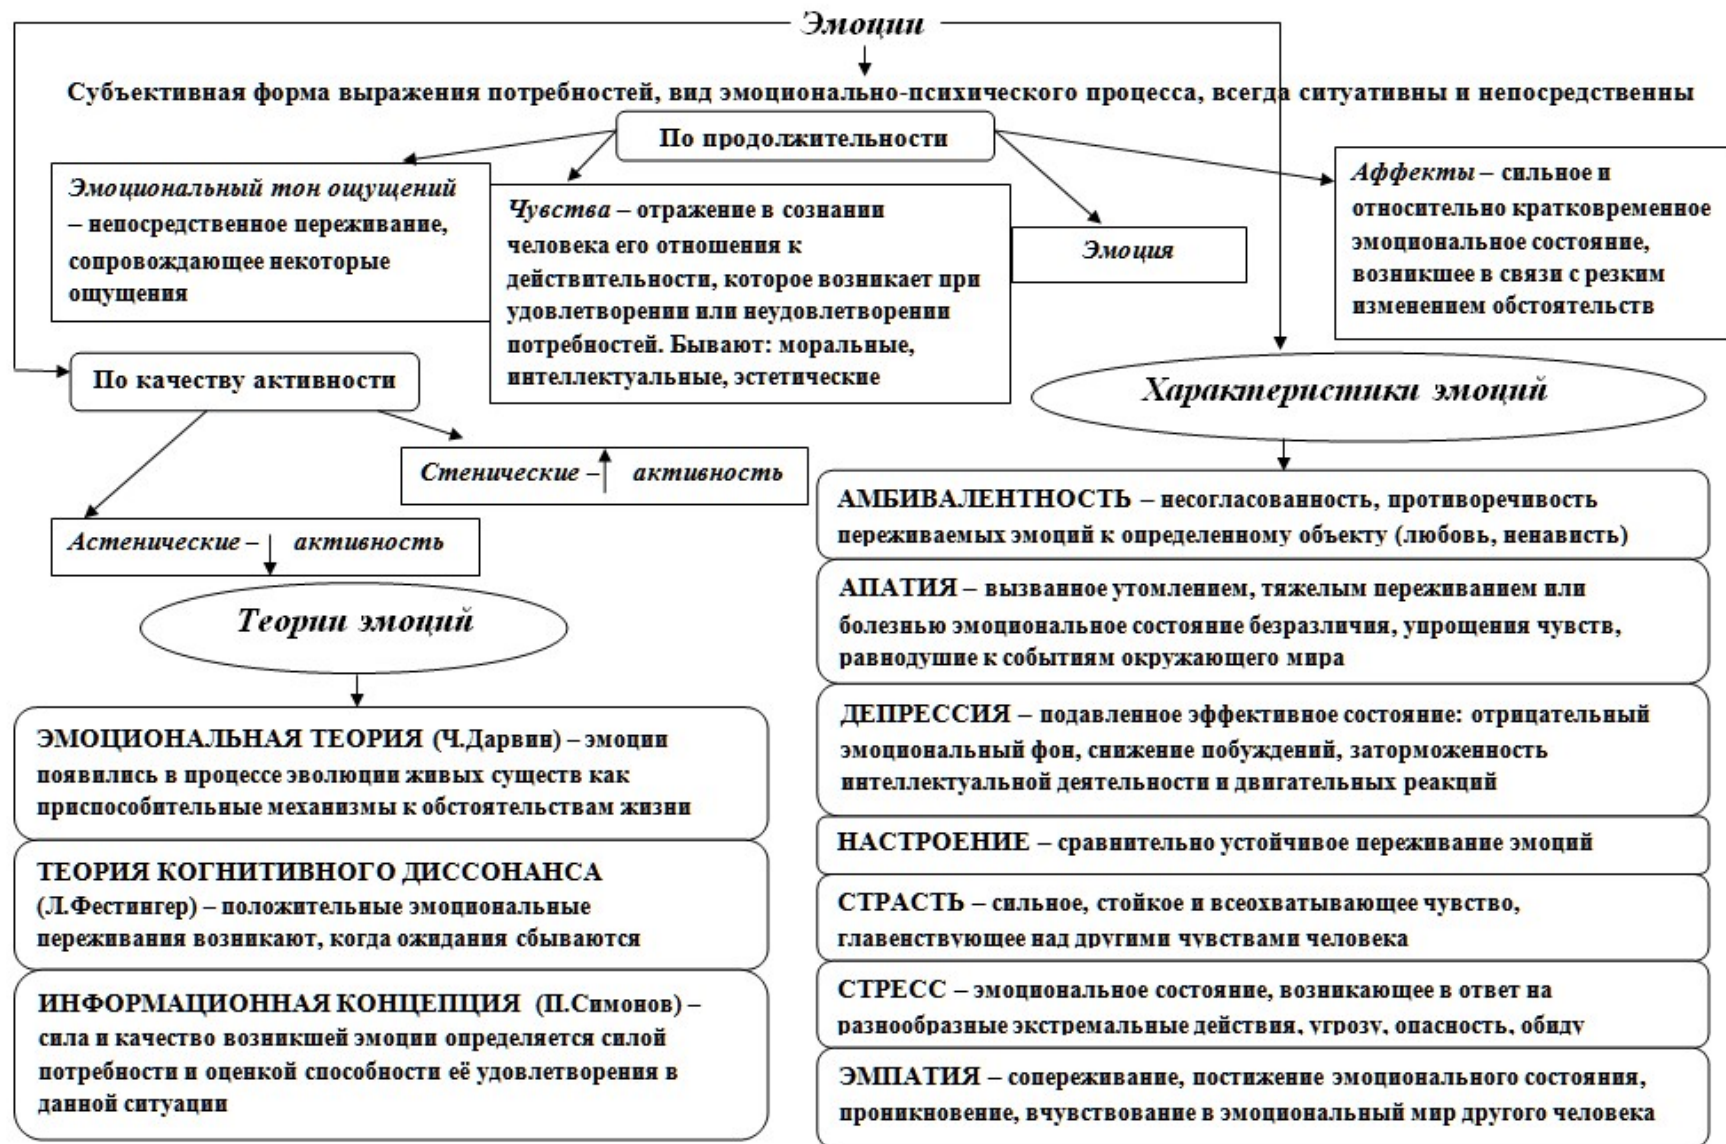 Эмоции
Субъективная форма выражения потребностей, вид эмоционально-психического процесса, всегда ситуативны и непосредственны
По продолжительности
Эмоциональный тон ощущений
– непосредственное переживание,
сопровождающее некоторые
ощущения
Чувства – отражение в сознании
человека его отношения к
действительности, которое возникает при
удовлетворении или неудовлетворении
потребностей. Бывают: моральные,
интеллектуальные, эстетические
Эмоция
Аффекты – сильное и
относительно кратковременное
эмоциональное состояние,
возникшее в связи с резким
изменением обстоятельств
По качеству активности
Стенические – активность
Астенические – активность
Теории эмоций
ЭМОЦИОНАЛЬНАЯ ТЕОРИЯ (Ч.Дарвин) – эмоции
появились в процессе эволюции живых существ как
приспособительные механизмы к обстоятельствам жизни
ТЕОРИЯ КОГНИТИВНОГО ДИССОНАНСА
(Л.Фестингер) – положительные эмоциональные
переживания возникают, когда ожидания сбываются
ИНФОРМАЦИОННАЯ КОНЦЕПЦИЯ (П.Симонов) –
сила и качество возникшей эмоции определяется силой
потребности и оценкой способности её удовлетворения в
данной ситуации
Характеристики эмоций
АМБИВАЛЕНТНОСТЬ – несогласованность, противоречивость
переживаемых эмоций к определенному объекту (любовь, ненависть)
АПАТИЯ – вызванное утомлением, тяжелым переживанием или
болезнью эмоциональное состояние безразличия, упрощения чувств,
равнодушие к событиям окружающего мира
ДЕПРЕССИЯ – подавленное эффективное состояние: отрицательный
эмоциональный фон, снижение побуждений, заторможенность
интеллектуальной деятельности и двигательных реакций
НАСТРОЕНИЕ – сравнительно устойчивое переживание эмоций
СТРАСТЬ – сильное, стойкое и всеохватывающее чувство,
главенствующее над другими чувствами человека
СТРЕСС – эмоциональное состояние, возникающее в ответ на
разнообразные экстремальные действия, угрозу, опасность, обиду
ЭМПАТИЯ – сопереживание, постижение эмоционального состояния,
проникновение, вчувствование в эмоциональный мир другого человека